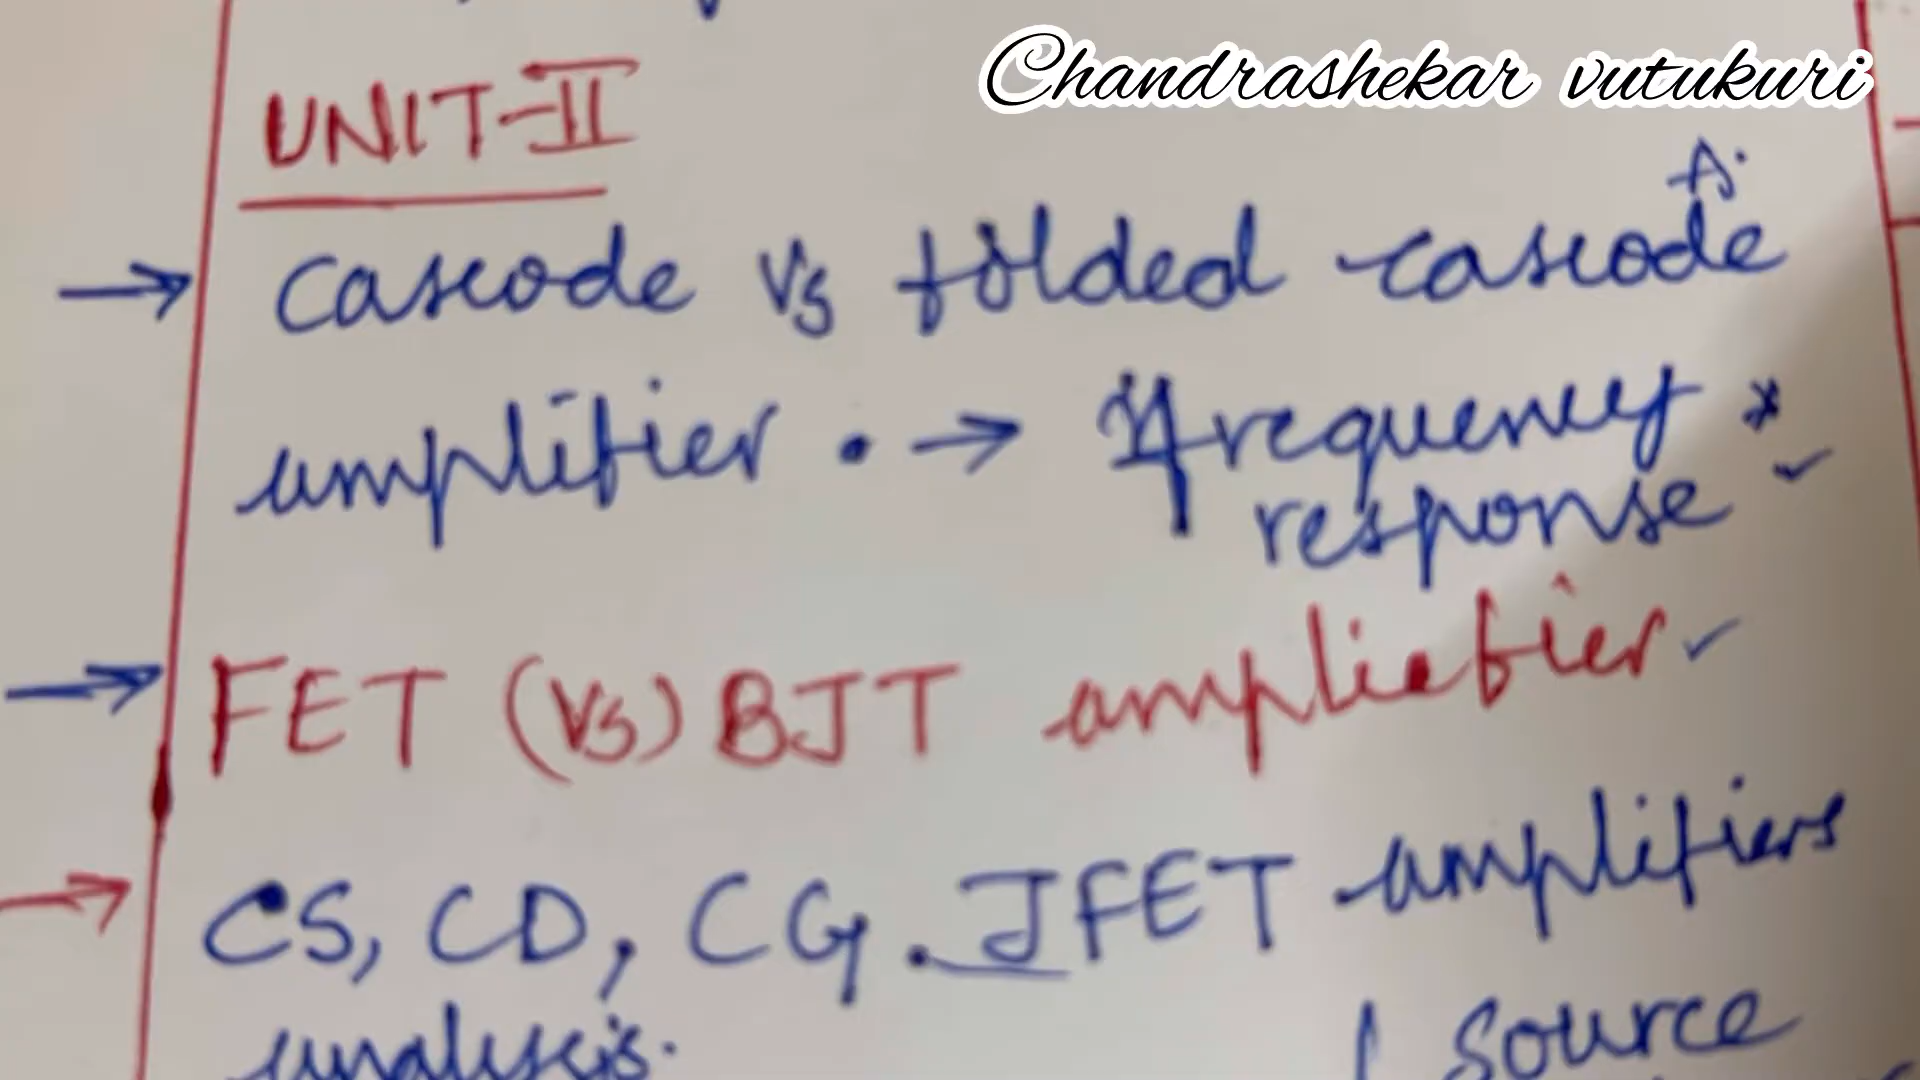 Chandrashekar vutukuri
UNIT-II
Cascode Vs folded cascode
amplifier. → frequency *
response ✓
→ FET (Vs) BJT amplifier ✓
→ CS, CD, CG. JFET amplifiers
analysis.
source